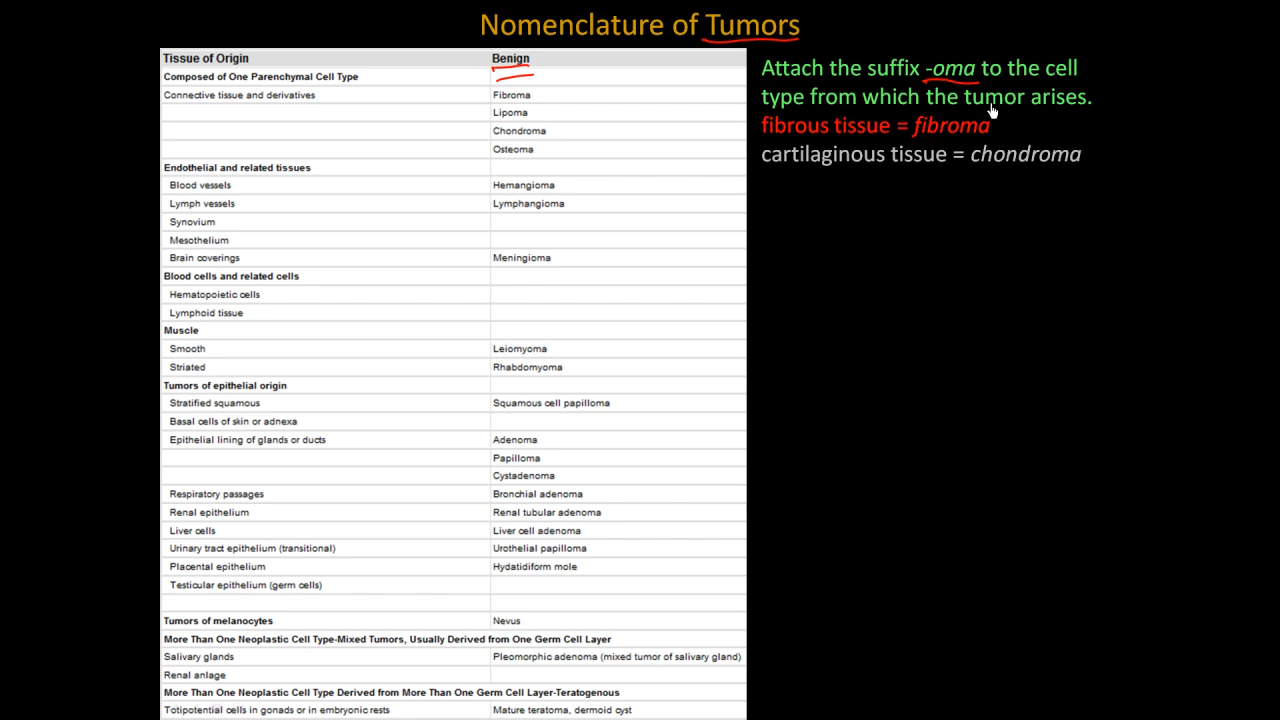 Nomenclature of Tumors
Tissue of Origin Benign
Composed of One Parenchymal Cell Type
Connective tissue and derivatives Fibroma
Lipoma
Chondroma
Osteoma
Endothelial and related tissues
Blood vessels Hemangioma
Lymph vessels Lymphangioma
Synovium
Mesothelium
Brain coverings Meningioma
Blood cells and related cells
Hematopoietic cells
Lymphoid tissue
Muscle
Smooth Leiomyoma
Striated Rhabdomyoma
Tumors of epithelial origin
Stratified squamous Squamous cell papilloma
Basal cells of skin or adnexa
Epithelial lining of glands or ducts Adenoma
Papilloma
Cystadenoma
Respiratory passages Bronchial adenoma
Renal epithelium Renal tubular adenoma
Liver cells Liver cell adenoma
Urinary tract epithelium (transitional) Urothelial papilloma
Placental epithelium Hydatidiform mole
Testicular epithelium (germ cells)
Tumors of melanocytes Nevus
More Than One Neoplastic Cell Type-Mixed Tumors, Usually Derived from One Germ Cell Layer
Salivary glands Pleomorphic adenoma (mixed tumor of salivary gland)
Renal anlage
More Than One Neoplastic Cell Type Derived from More Than One Germ Cell Layer-Teratogenous
Totipotential cells in gonads or in embryonic rests Mature teratoma, dermoid cyst
Attach the suffix -oma to the cell
type from which the tumor arises.
fibrous tissue = fibroma
cartilaginous tissue = chondroma